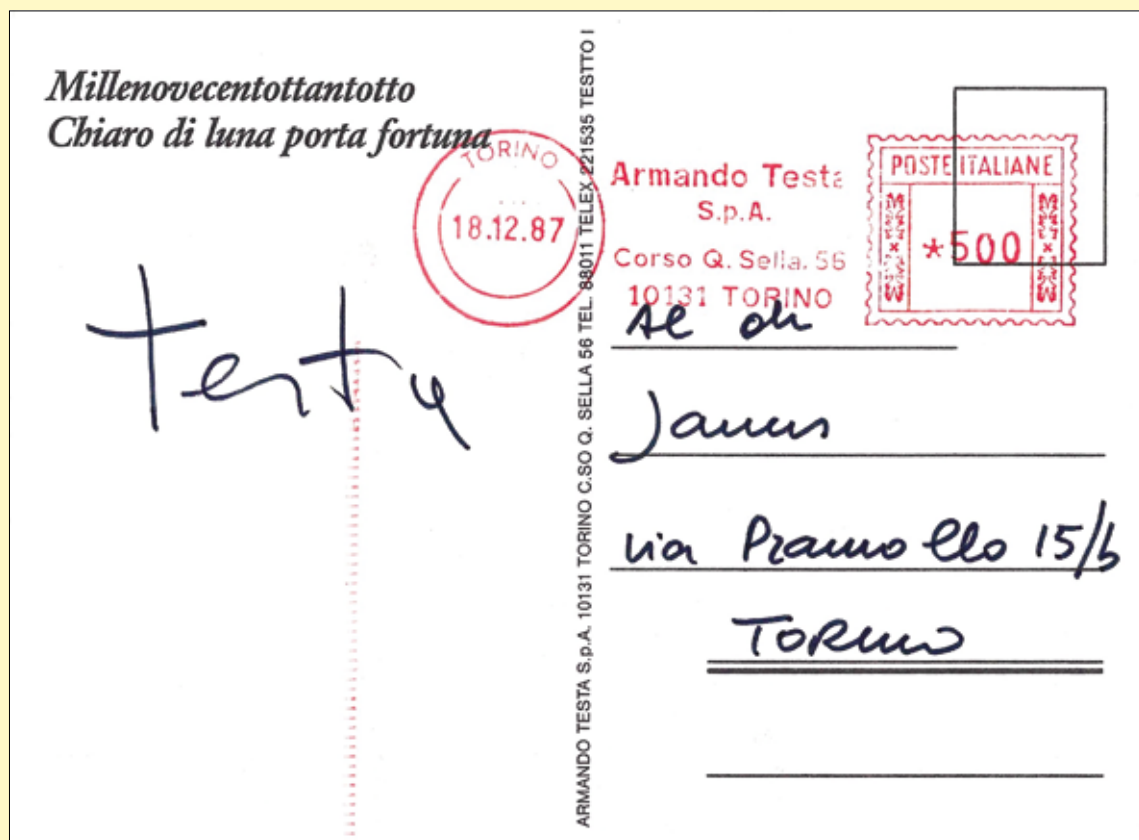 Millenovecentottantotto
Chiaro di luna porta fortuna
TORINO
18.12.87
Testa
ARMANDO TESTA S.p.A. 10131 TORINO C.SO Q. SELLA 56 TEL. 88011 TELEX 221535 TESTTO I
Armando Testa
S.p.A.
Corso Q. Sella. 56
10131 TORINO
POSTE ITALIANE
*500
Janus
via Pramollo 15/b
TORINO